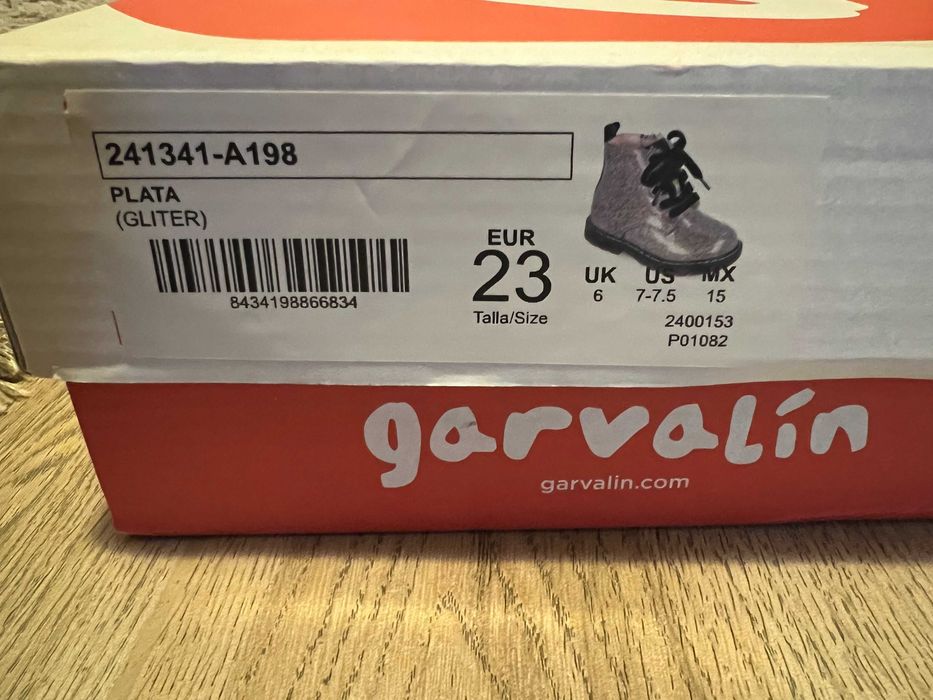 241341-A198
PLATA
(GLITER)
8434198866834
EUR
23
Talla/Size
UK US MX
6 7-7.5 15
2400153
P01082
garvalín
garvalin.com